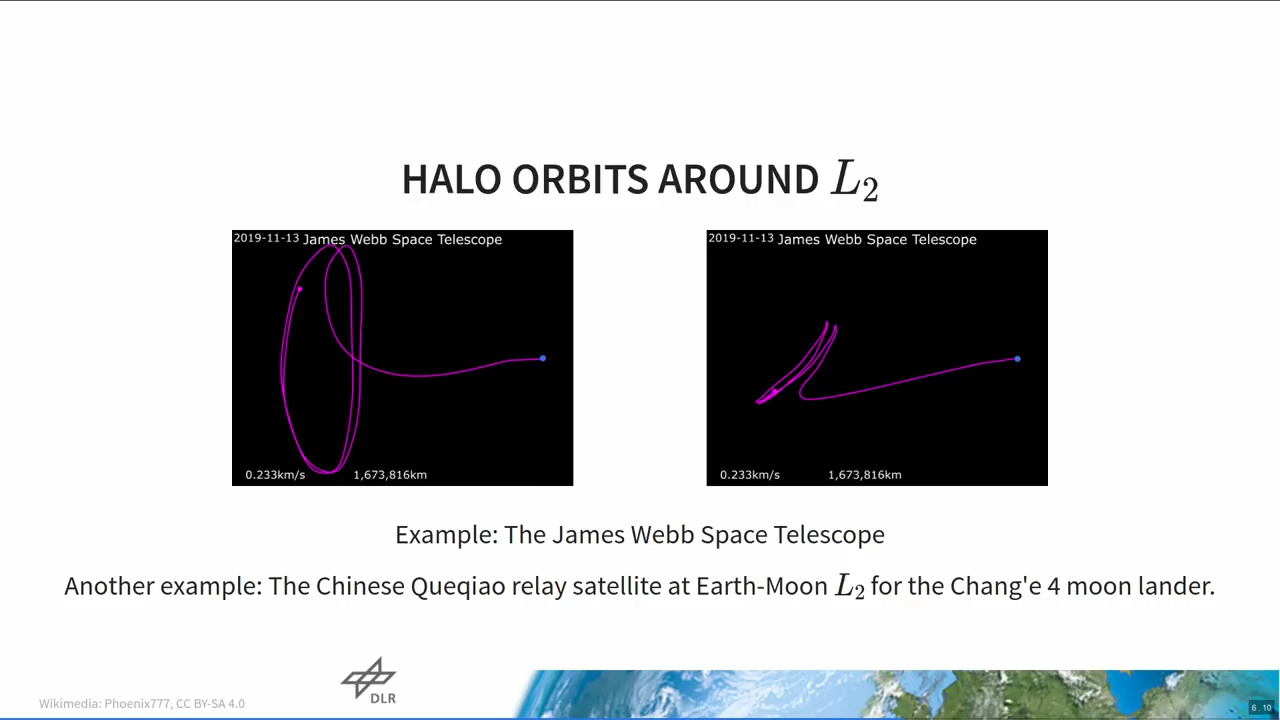 HALO ORBITS AROUND L2
2019-11-13 James Webb Space Telescope
0.233km/s 1,673,816km
2019-11-13 James Webb Space Telescope
0.233km/s 1,673,816km
Example: The James Webb Space Telescope
Another example: The Chinese Queqiao relay satellite at Earth-Moon L2 for the Chang'e 4 moon lander.
DLR
Wikimedia: Phoenix777, CC BY-SA 4.0
6 . 10